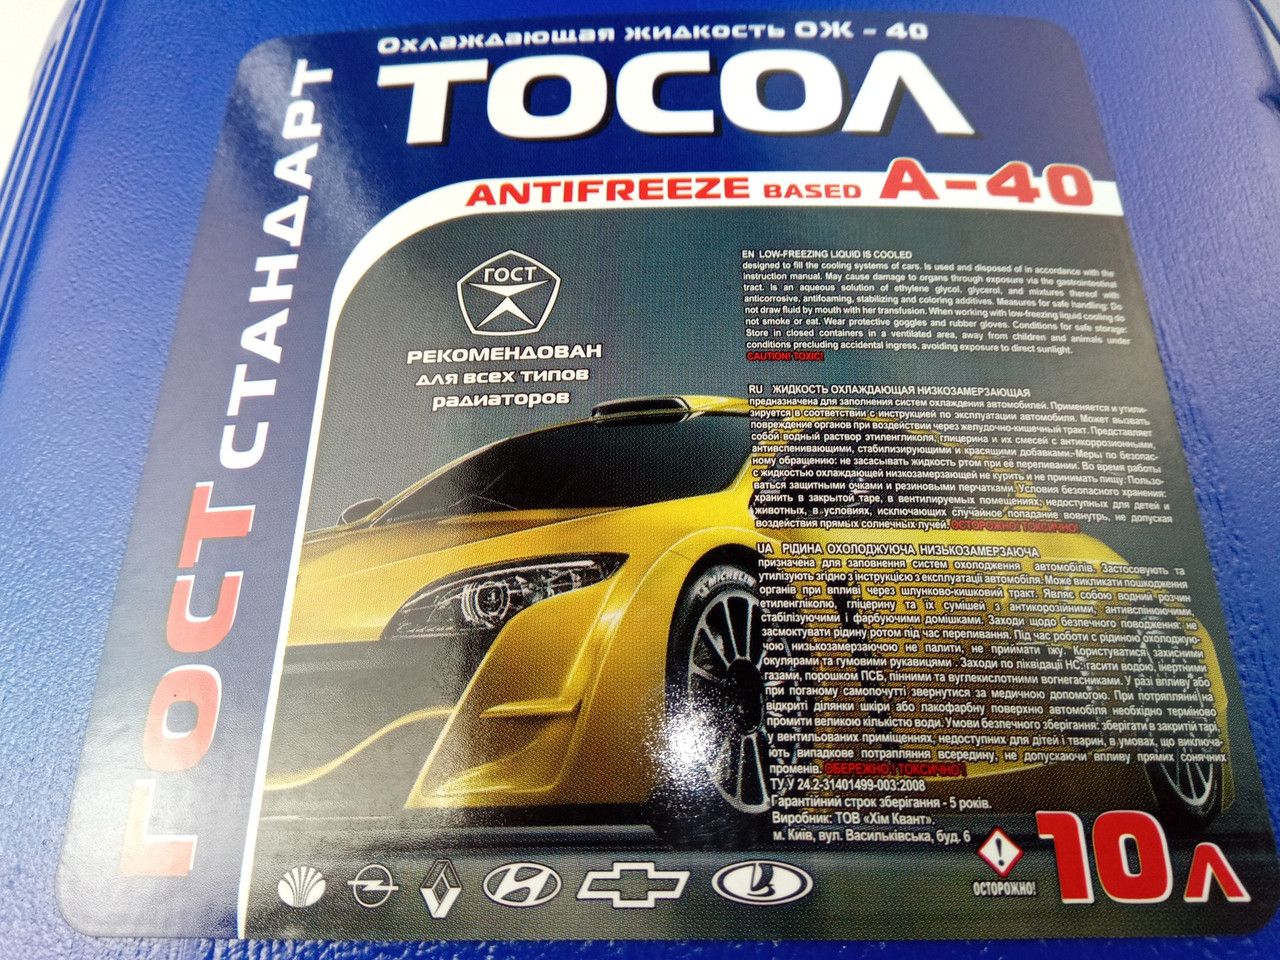 Охлаждающая жидкость ОЖ - 40
ТОСОЛ
ANTIFREEZE BASED A-40
ГОСТ СТАНДАРТ
ГОСТ
РЕКОМЕНДОВАН
для всех типов
радиаторов
EN LOW-FREEZING LIQUID IS COOLED
designed to fill the cooling systems of cars. Is used and disposed of in accordance with the
instruction manual. May cause damage to organs through exposure via the gastrointestinal
tract. Is an aqueous solution of ethylene glycol, glycerol, and mixtures thereof with
anticorrosive, antifoaming, stabilizing and coloring additives. Measures for safe handling: Do
not draw fluid by mouth with her transfusion. When working with low-freezing liquid cooling do
not smoke or eat. Wear protective goggles and rubber gloves. Conditions for safe storage:
Store in closed containers in a ventilated area, away from children and animals under
conditions precluding accidental ingress, avoiding exposure to direct sunlight.
CAUTION! TOXIC!
RU ЖИДКОСТЬ ОХЛАЖДАЮЩАЯ НИЗКОЗАМЕРЗАЮЩАЯ
предназначена для заполнения систем охлаждения автомобилей. Применяется и утили-
зируется в соответствии с инструкцией по эксплуатации автомобиля. Может вызвать
повреждение органов при воздействии через желудочно-кишечный тракт. Представляет
собой водный раствор этиленгликоля, глицерина и их смесей с антикоррозионными,
антивспенивающими, стабилизирующими и красящими добавками. Меры по безопас-
ному обращению: не засасывать жидкость ртом при её переливании. Во время работы
с жидкостью охлаждающей низкозамерзающей не курить и не принимать пищу. Пользо-
ваться защитными очками и резиновыми перчатками. Условия безопасного хранения:
хранить в закрытой таре, в вентилируемых помещениях, недоступных для детей и
животных, в условиях, исключающих случайное попадание вовнутрь, не допуская
воздействия прямых солнечных лучей. ОСТОРОЖНО! ТОКСИЧНО!
UA РІДИНА ОХОЛОДЖУЮЧА НИЗЬКОЗАМЕРЗАЮЧА
призначена для заповнення систем охолодження автомобілів. Застосовують та
утилізують згідно з інструкцією з експлуатації автомобіля. Може викликати пошкодження
органів при впливі через шлунково-кишковий тракт. Являє собою водний розчин
етиленгліколю, гліцерину та їх сумішей з антикорозійними, антивспінюючими,
стабілізуючими і фарбуючими домішками. Заходи щодо безпечного поводження: не
засмоктувати рідину ротом під час переливання. Під час роботи с рідиною охолоджую-
чою низькозамерзаючою не палити, не приймати їжу. Користуватися захисними
окулярами та гумовими рукавицями . Заходи по ліквідації НС: гасити водою, інертними
газами, порошком ПСБ, пінними та вуглекислотними вогнегасниками. У разі впливу або
при поганому самопочутті звернутися за медичною допомогою. При потряплянні на
відкриті ділянки шкіри або лакофарбну поверхню автомобіля необхідно терміново
промити великою кількістю води. Умови безпечного зберігання: зберігати в закритій тарі,
у вентильованих приміщеннях, недоступних для дітей і тварин, в умовах, що виключа-
ють випадкове потрапляння всередину, не допускаючи впливу прямих сонячних
променів. ОБЕРЕЖНО! ТОКСИЧНО!
ТУ У 24.2-31401499-003:2008
Гарантійний строк зберігання - 5 років.
Виробник: ТОВ «Хім Квант».
м. Київ, вул. Васильківська, буд. 6
MICHELIN
ОСТОРОЖНО!
10 л